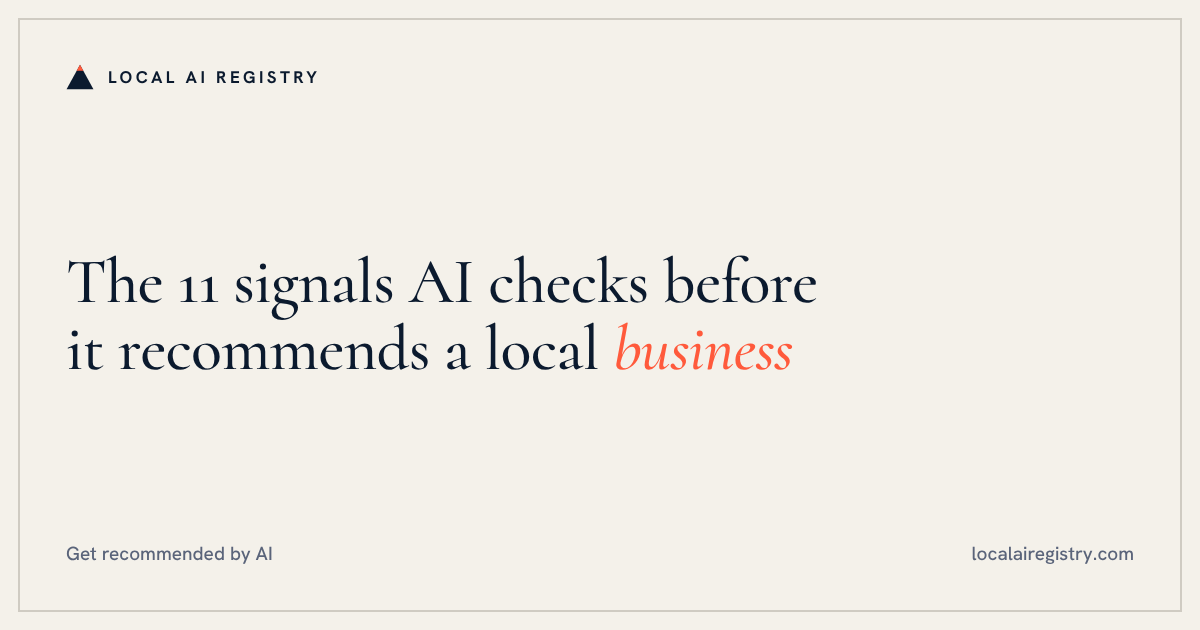 LOCAL AI REGISTRY
The 11 signals AI checks before
it recommends a local business
Get recommended by AI
localairegistry.com